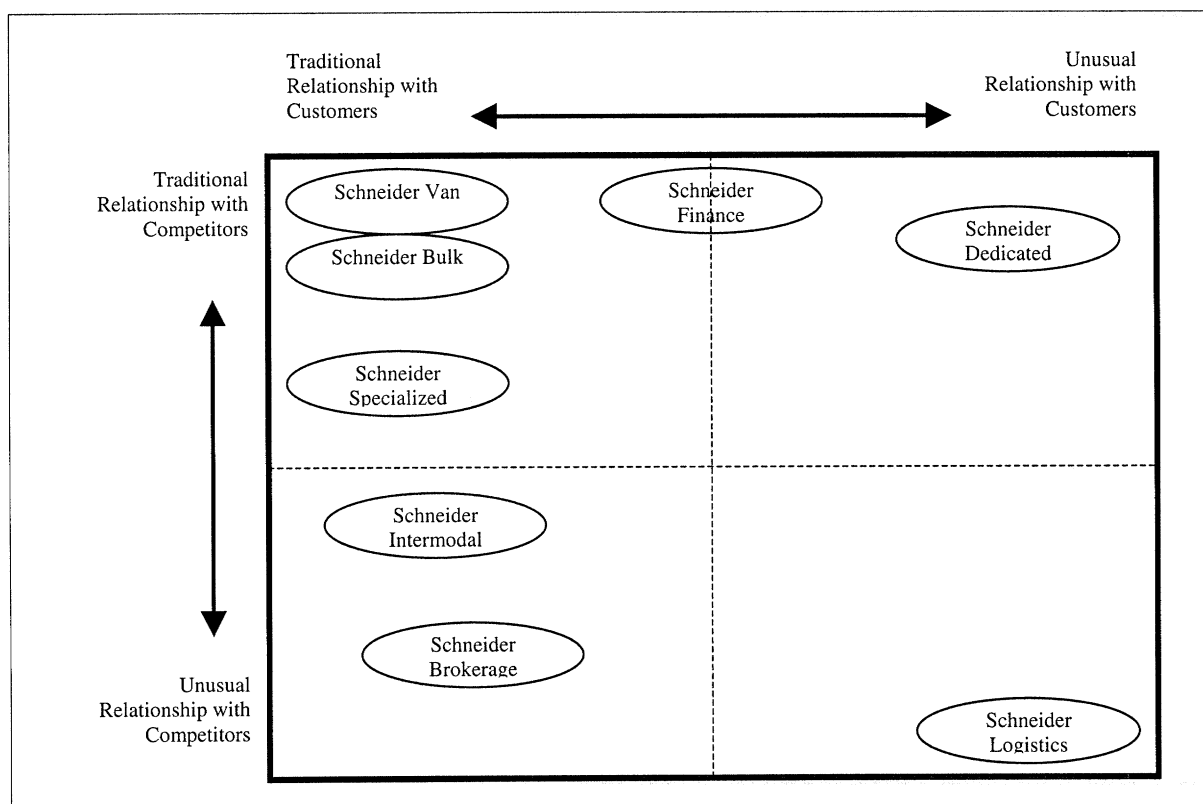 Traditional
Relationship with
Customers
Unusual
Relationship with
Customers
Traditional
Relationship with
Competitors
Schneider Van
Schneider
Finance
Schneider
Dedicated
Schneider Bulk
Schneider
Specialized
Schneider
Intermodal
Schneider
Brokerage
Unusual
Relationship with
Competitors
Schneider
Logistics